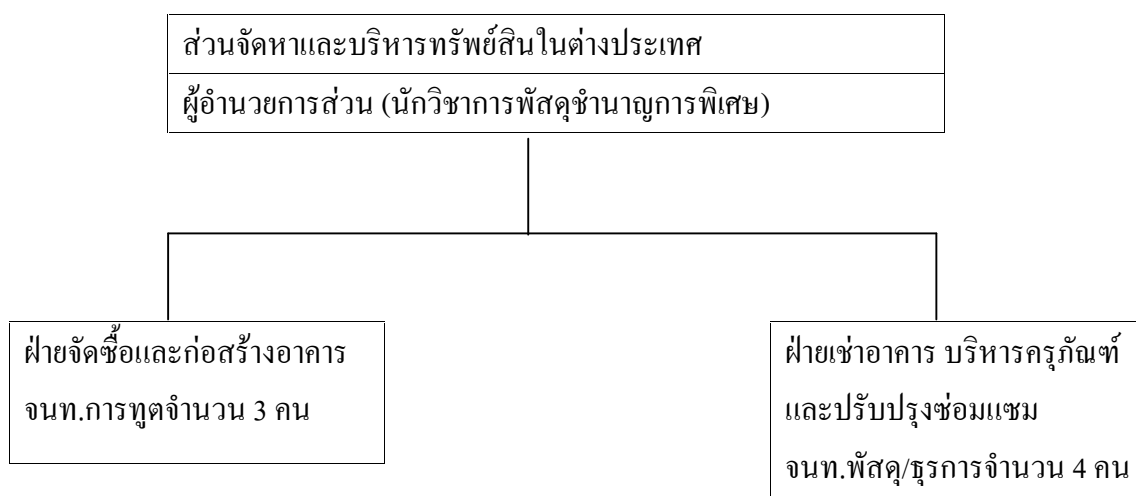 ส่วนจัดหาและบริหารทรัพย์สินในต่างประเทศ
ผู้อำนวยการส่วน (นักวิชาการพัสดุชำนาญการพิเศษ)
ฝ่ายจัดซื้อและก่อสร้างอาคาร
จนท.การทูตจำนวน 3 คน
ฝ่ายเช่าอาคาร บริหารครุภัณฑ์
และปรับปรุงซ่อมแซม
จนท.พัสดุ/ธุรการจำนวน 4 คน